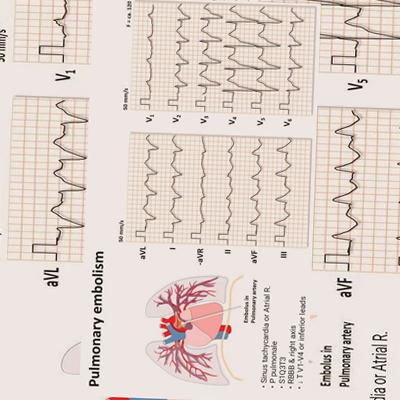 Pulmonary embolism
50 mm/s
aVL
I
-aVR
II
aVF
III
50 mm/s
F = ca. 120
V1
V2
V3
V4
V5
V6
Embolus in
Pulmonary artery
• Sinus tachycardia or Atrial R.
• P pulmonale
• S1Q3T3
• RBBB & right axis
• ↓ T V1-V4 or inferior leads
50 mm/s
V1
aVL
V5
aVF
Embolus in
Pulmonary artery
dia or Atrial R.